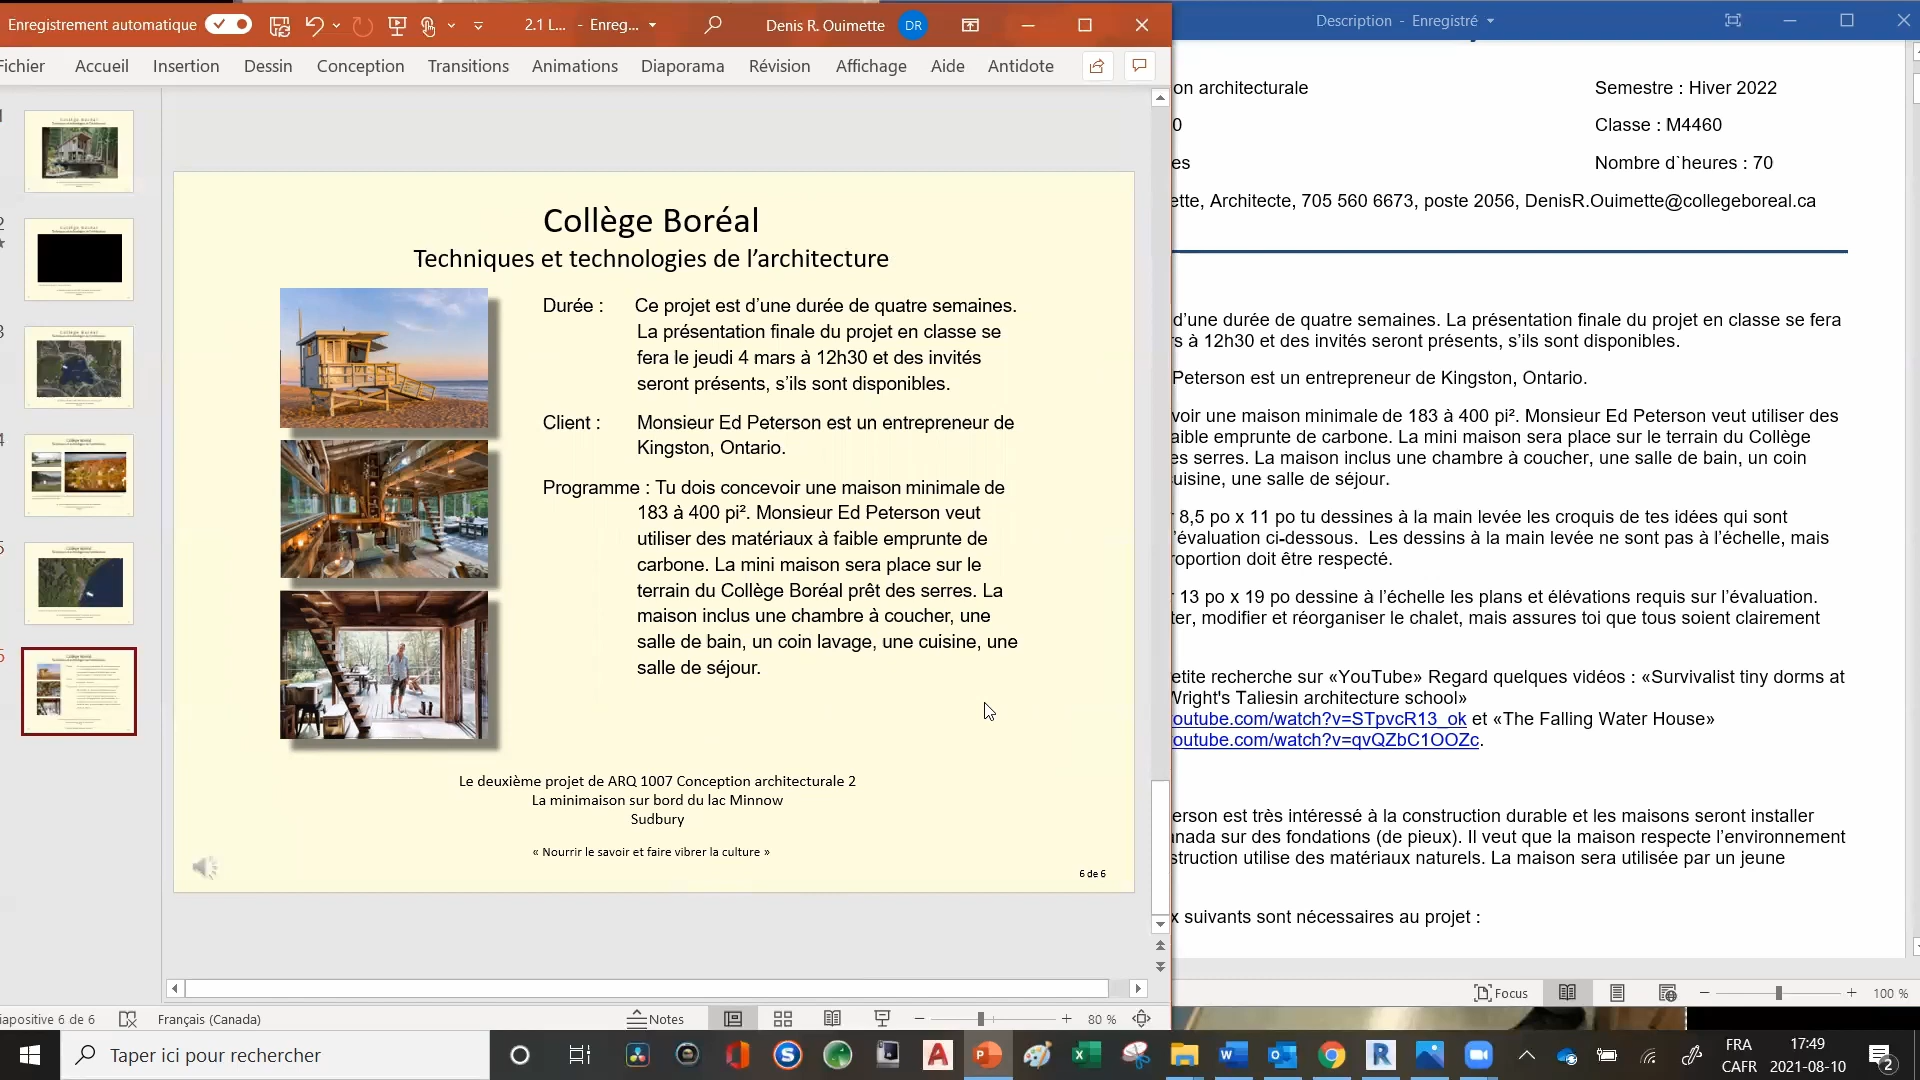 Enregistrement automatique
2.1 L... - Enreg...
Denis R. Ouimette
DR
Description - Enregistré
Fichier Accueil Insertion Dessin Conception Transitions Animations Diaporama Révision Affichage Aide Antidote
2
3
4
5
6
Collège Boréal
Techniques et technologies de l’architecture
Durée : Ce projet est d’une durée de quatre semaines.
La présentation finale du projet en classe se
fera le jeudi 4 mars à 12h30 et des invités
seront présents, s’ils sont disponibles.
Client : Monsieur Ed Peterson est un entrepreneur de
Kingston, Ontario.
Programme : Tu dois concevoir une maison minimale de
183 à 400 pi². Monsieur Ed Peterson veut
utiliser des matériaux à faible emprunte de
carbone. La mini maison sera place sur le
terrain du Collège Boréal prêt des serres. La
maison inclus une chambre à coucher, une
salle de bain, un coin lavage, une cuisine, une
salle de séjour.
Le deuxième projet de ARQ 1007 Conception architecturale 2
La minimaison sur bord du lac Minnow
Sudbury
« Nourrir le savoir et faire vibrer la culture »
6 de 6
on architecturale Semestre : Hiver 2022
0 Classe : M4460
es Nombre d`heures : 70
ette, Architecte, 705 560 6673, poste 2056, DenisR.Ouimette@collegeboreal.ca
d’une durée de quatre semaines. La présentation finale du projet en classe se fera
rs à 12h30 et des invités seront présents, s’ils sont disponibles.
Peterson est un entrepreneur de Kingston, Ontario.
voir une maison minimale de 183 à 400 pi². Monsieur Ed Peterson veut utiliser des
aible emprunte de carbone. La mini maison sera place sur le terrain du Collège
es serres. La maison inclus une chambre à coucher, une salle de bain, un coin
uisine, une salle de séjour.
r 8,5 po x 11 po tu dessines à la main levée les croquis de tes idées qui sont
l’évaluation ci-dessous. Les dessins à la main levée ne sont pas à l’échelle, mais
roportion doit être respecté.
r 13 po x 19 po dessine à l’échelle les plans et élévations requis sur l’évaluation.
ter, modifier et réorganiser le chalet, mais assures toi que tous soient clairement
etite recherche sur «YouTube» Regard quelques vidéos : «Survivalist tiny dorms at
Wright's Taliesin architecture school»
outube.com/watch?v=STpvcR13_ok et «The Falling Water House»
outube.com/watch?v=qvQZbC1OOZc.
erson est très intéressé à la construction durable et les maisons seront installer
anada sur des fondations (de pieux). Il veut que la maison respecte l’environnement
struction utilise des matériaux naturels. La maison sera utilisée par un jeune
x suivants sont nécessaires au projet :
Focus
100 %
iapositive 6 de 6 Français (Canada) Notes 80 %
Taper ici pour rechercher
FRA
CAFR
17:49
2021-08-10
2